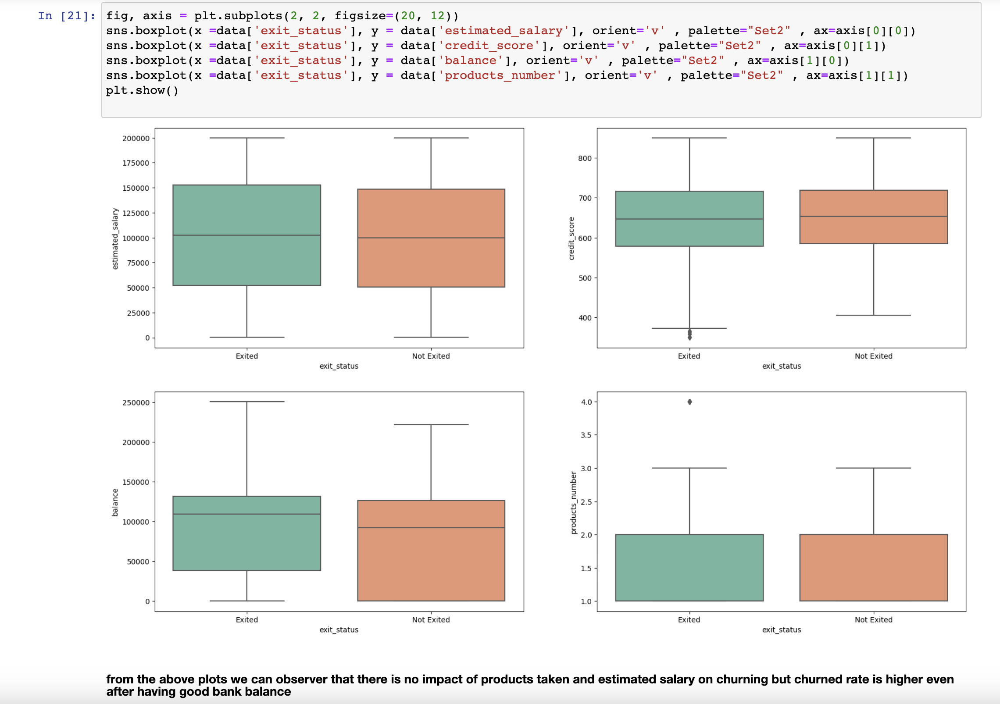 In [21]:
fig, axis = plt.subplots(2, 2, figsize=(20, 12))
sns.boxplot(x =data['exit_status'], y = data['estimated_salary'], orient='v' , palette="Set2" , ax=axis[0][0])
sns.boxplot(x =data['exit_status'], y = data['credit_score'], orient='v' , palette="Set2" , ax=axis[0][1])
sns.boxplot(x =data['exit_status'], y = data['balance'], orient='v' , palette="Set2" , ax=axis[1][0])
sns.boxplot(x =data['exit_status'], y = data['products_number'], orient='v' , palette="Set2" , ax=axis[1][1])
plt.show()
200000
175000
150000
125000
100000
75000
50000
25000
0
estimated_salary
Exited
Not Exited
exit_status
800
700
600
500
400
credit_score
Exited
Not Exited
exit_status
250000
200000
150000
100000
50000
0
balance
Exited
Not Exited
exit_status
4.0
3.5
3.0
2.5
2.0
1.5
1.0
products_number
Exited
Not Exited
exit_status
from the above plots we can observer that there is no impact of products taken and estimated salary on churning but churned rate is higher even
after having good bank balance